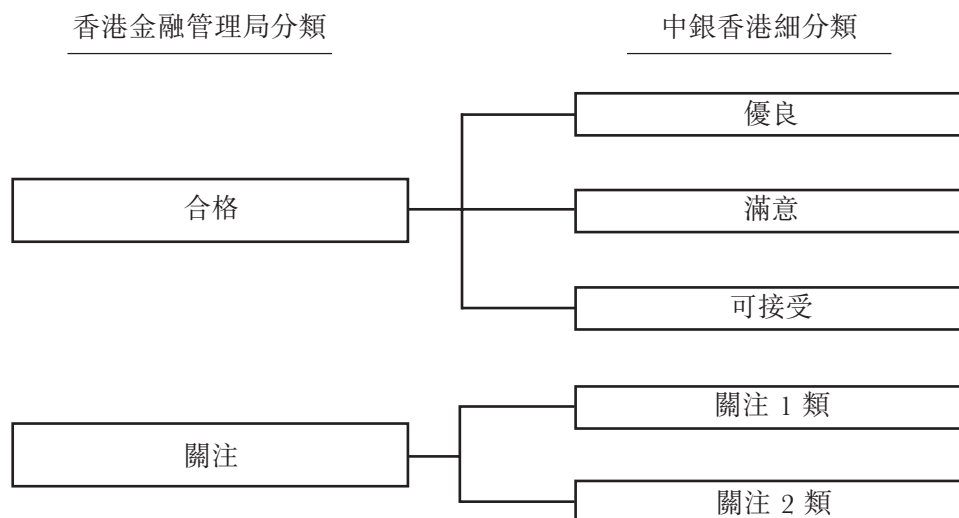 香港金融管理局分類
中銀香港細分類
優良
合格
滿意
可接受
關注 1 類
關注
關注 2 類